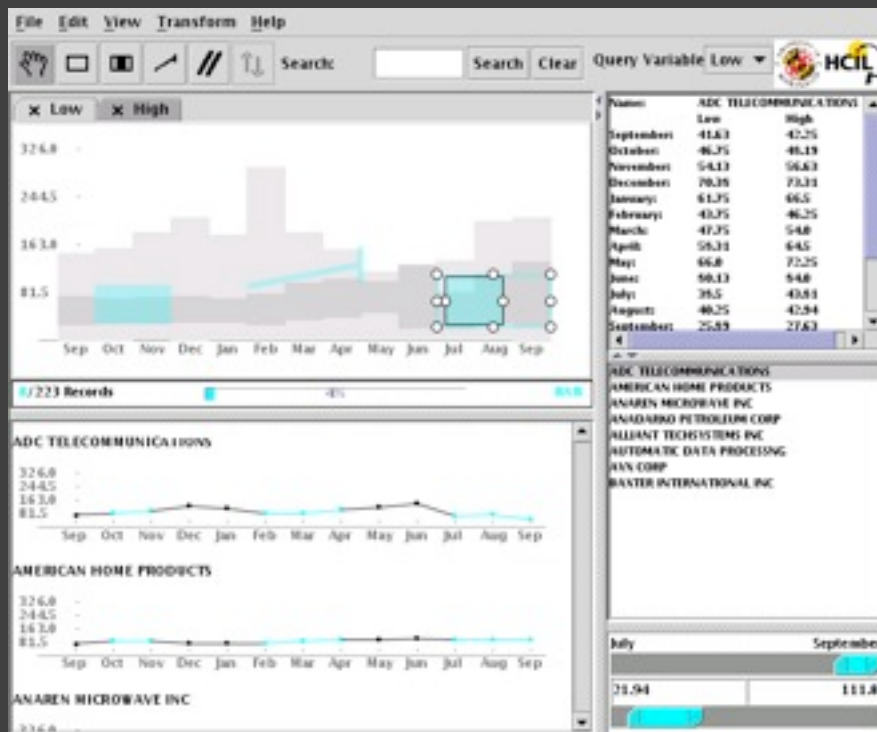 File Edit View Transform Help
Search: Search Clear Query Variable Low HCIL
Low High
326.0
244.5
163.0
81.5
Sep Oct Nov Dec Jan Feb Mar Apr May Jun Jul Aug Sep
8/223 Records
Name: ADC TELECOMMUNICATIONS
Low High
September: 41.63 42.25
October: 46.75 48.19
November: 54.13 56.63
December: 70.38 73.31
January: 61.75 66.5
February: 43.75 46.25
March: 47.75 54.0
April: 59.31 64.5
May: 66.0 72.25
June: 90.13 94.0
July: 39.5
August: 40.25 42.94
September: 25.99 27.63
ADC TELECOMMUNICATIONS
AMERICAN HOME PRODUCTS
ANAREN MICROWAVE INC
ANADARKO PETROLEUM CORP
ALLIANT TECHSYSTEMS INC
AUTOMATIC DATA PROCESSNG
AVX CORP
BAXTER INTERNATIONAL INC
ADC TELECOMMUNICATIONS
326.0
244.5
163.0
81.5
Sep Oct Nov Dec Jan Feb Mar Apr May Jun Jul Aug Sep
AMERICAN HOME PRODUCTS
326.0
244.5
163.0
81.5
Sep Oct Nov Dec Jan Feb Mar Apr May Jun Jul Aug Sep
ANAREN MICROWAVE INC
326.0
July Septembe
21.94 111.8